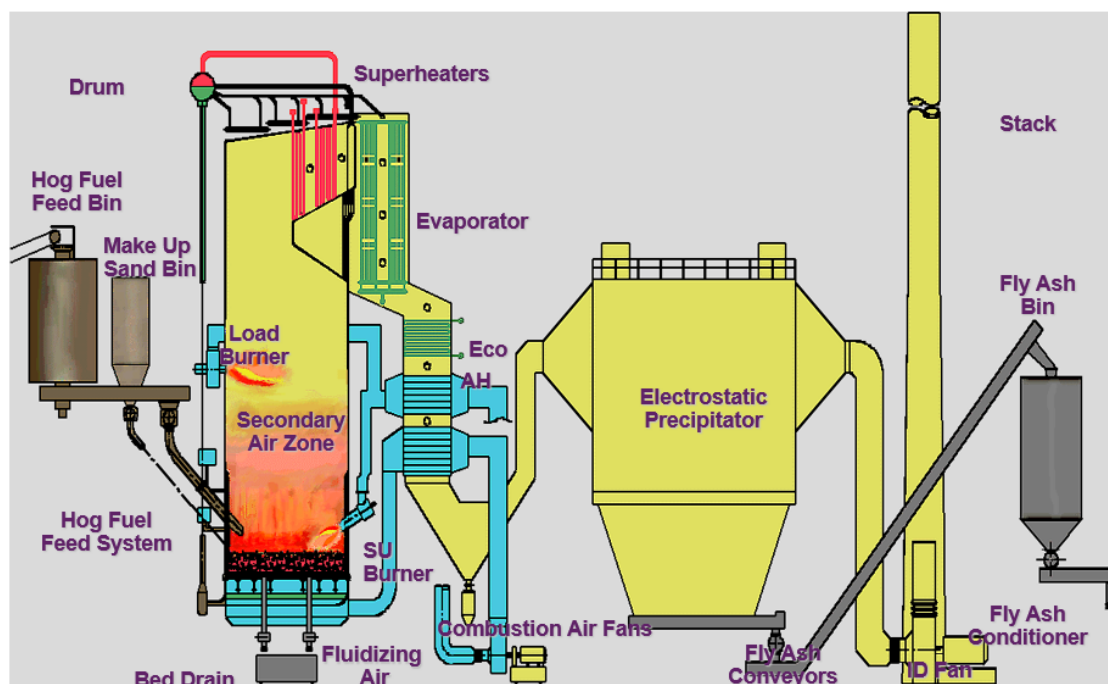 Drum
Superheaters
Stack
Hog Fuel
Feed Bin
Make Up
Sand Bin
Evaporator
Fly Ash
Bin
Load
Burner
Eco
AH
Electrostatic
Precipitator
Secondary
Air Zone
Hog Fuel
Feed System
SU
Burner
Combustion Air Fans
Fly Ash
Conditioner
Bed Drain
Fluidizing
Air
Fly Ash
Conveyors
ID Fan